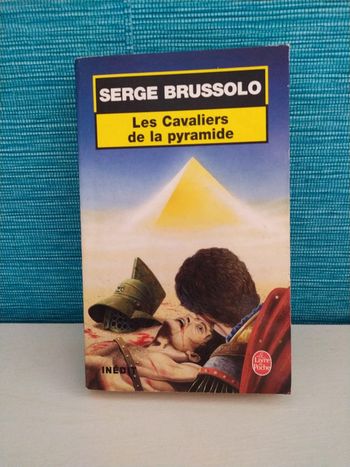 SERGE BRUSSOLO
Les Cavaliers
de la pyramide
INÉDIT
Le Livre
de Poche